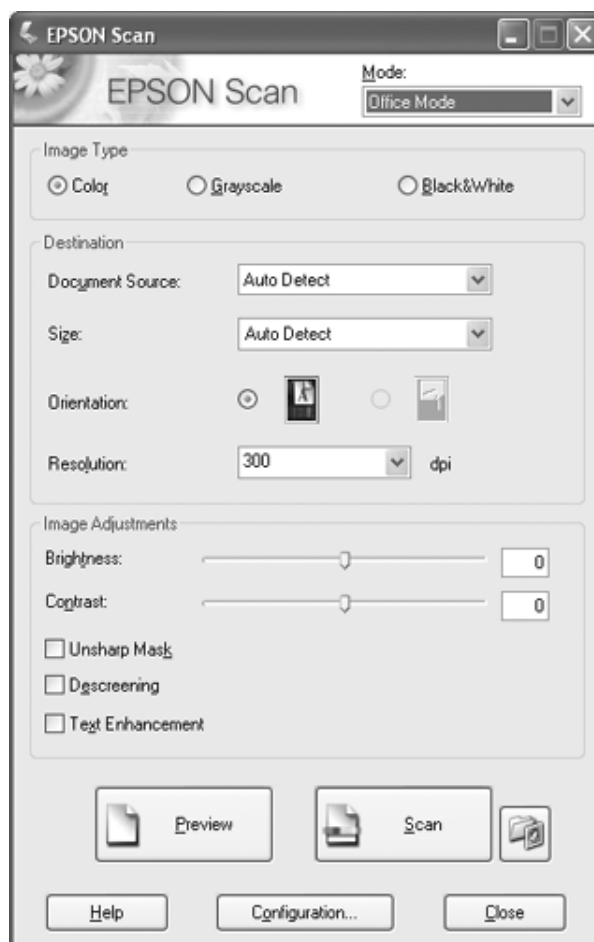 EPSON Scan
EPSON Scan
Mode:
Office Mode
Image Type
Color Grayscale Black&White
Destination
Document Source: Auto Detect
Size: Auto Detect
Orientation:
Resolution: 300 dpi
Image Adjustments
Brightness: 0
Contrast: 0
Unsharp Mask
Descreening
Text Enhancement
Preview Scan
Help Configuration... Close